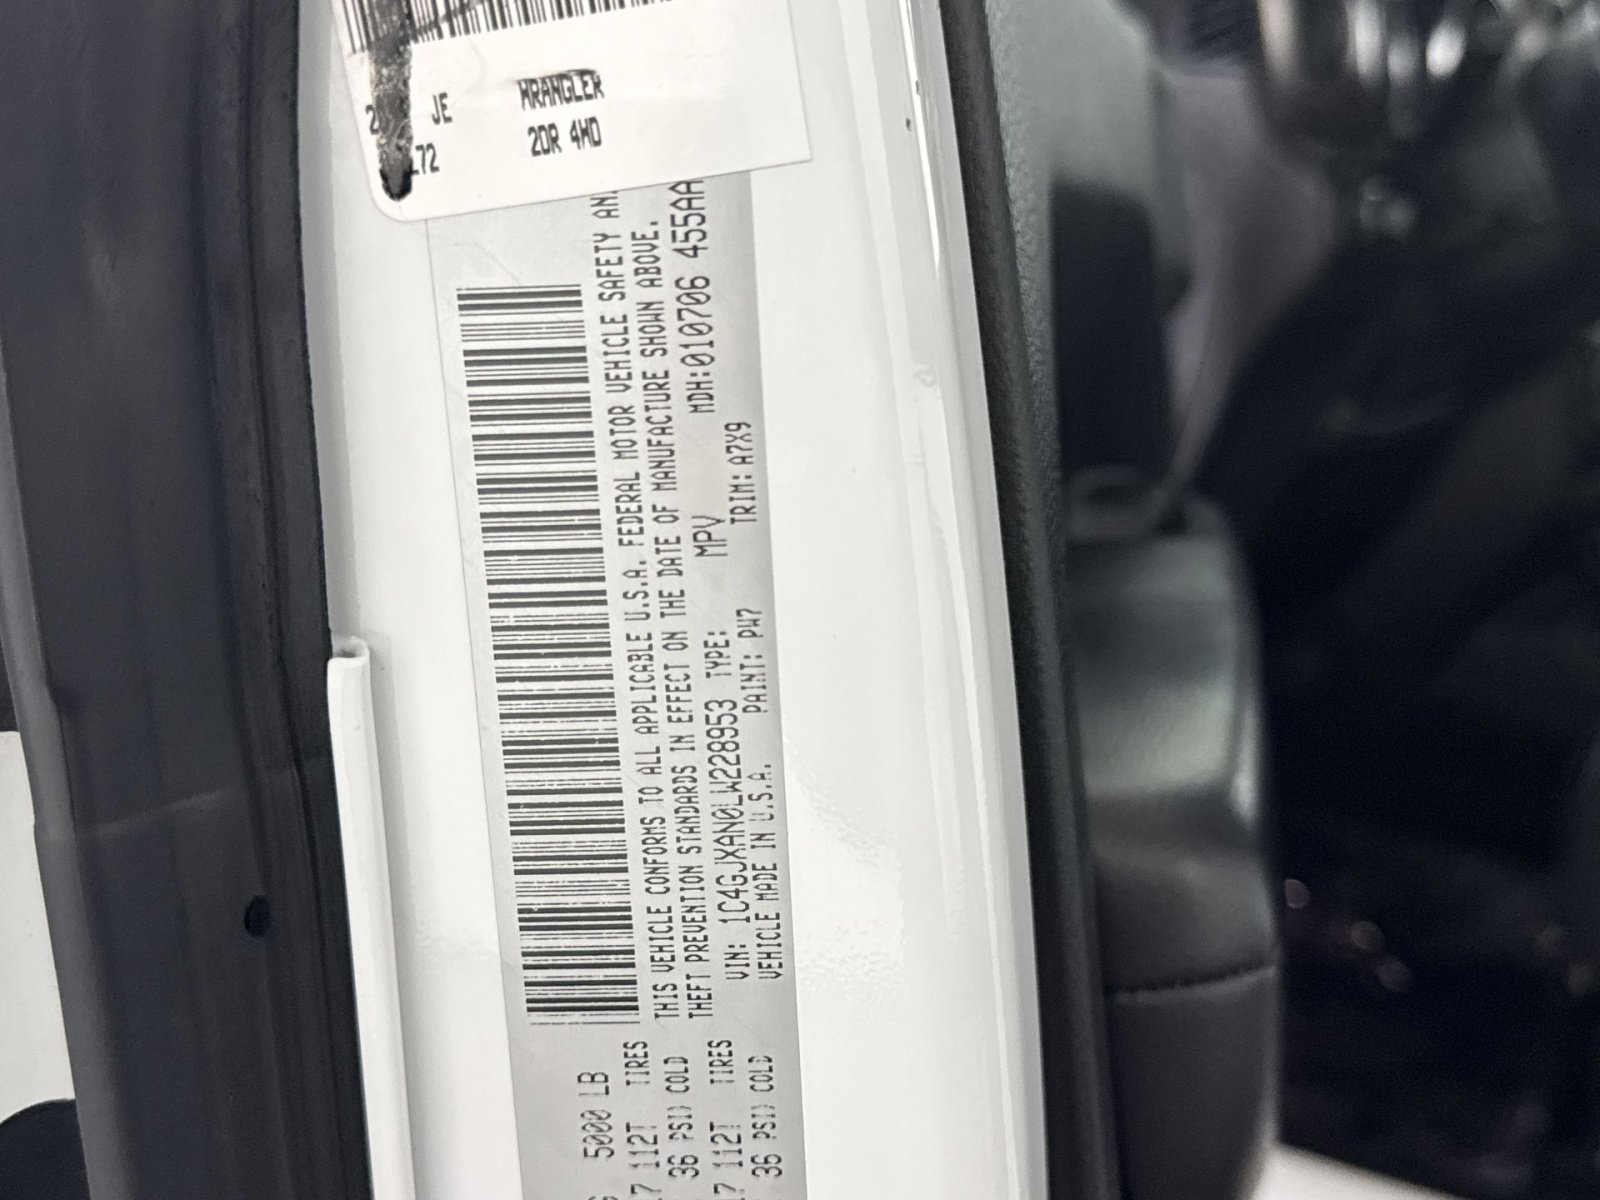 JE WRANGLER
2DR 4WD
THIS VEHICLE CONFORMS TO ALL APPLICABLE U.S.A. FEDERAL MOTOR VEHICLE SAFETY
THEFT PREVENTION STANDARDS IN EFFECT ON THE DATE OF MANUFACTURE SHOWN ABOVE.
VIN: 1C4GJXAN0LW228953 TYPE: MPV MDH:010706 455AA
VEHICLE MADE IN U.S.A. PAINT: PW7 TRIM: A7X9
5000 LB
112T TIRES
36 PSI) COLD
112T TIRES
36 PSI) COLD